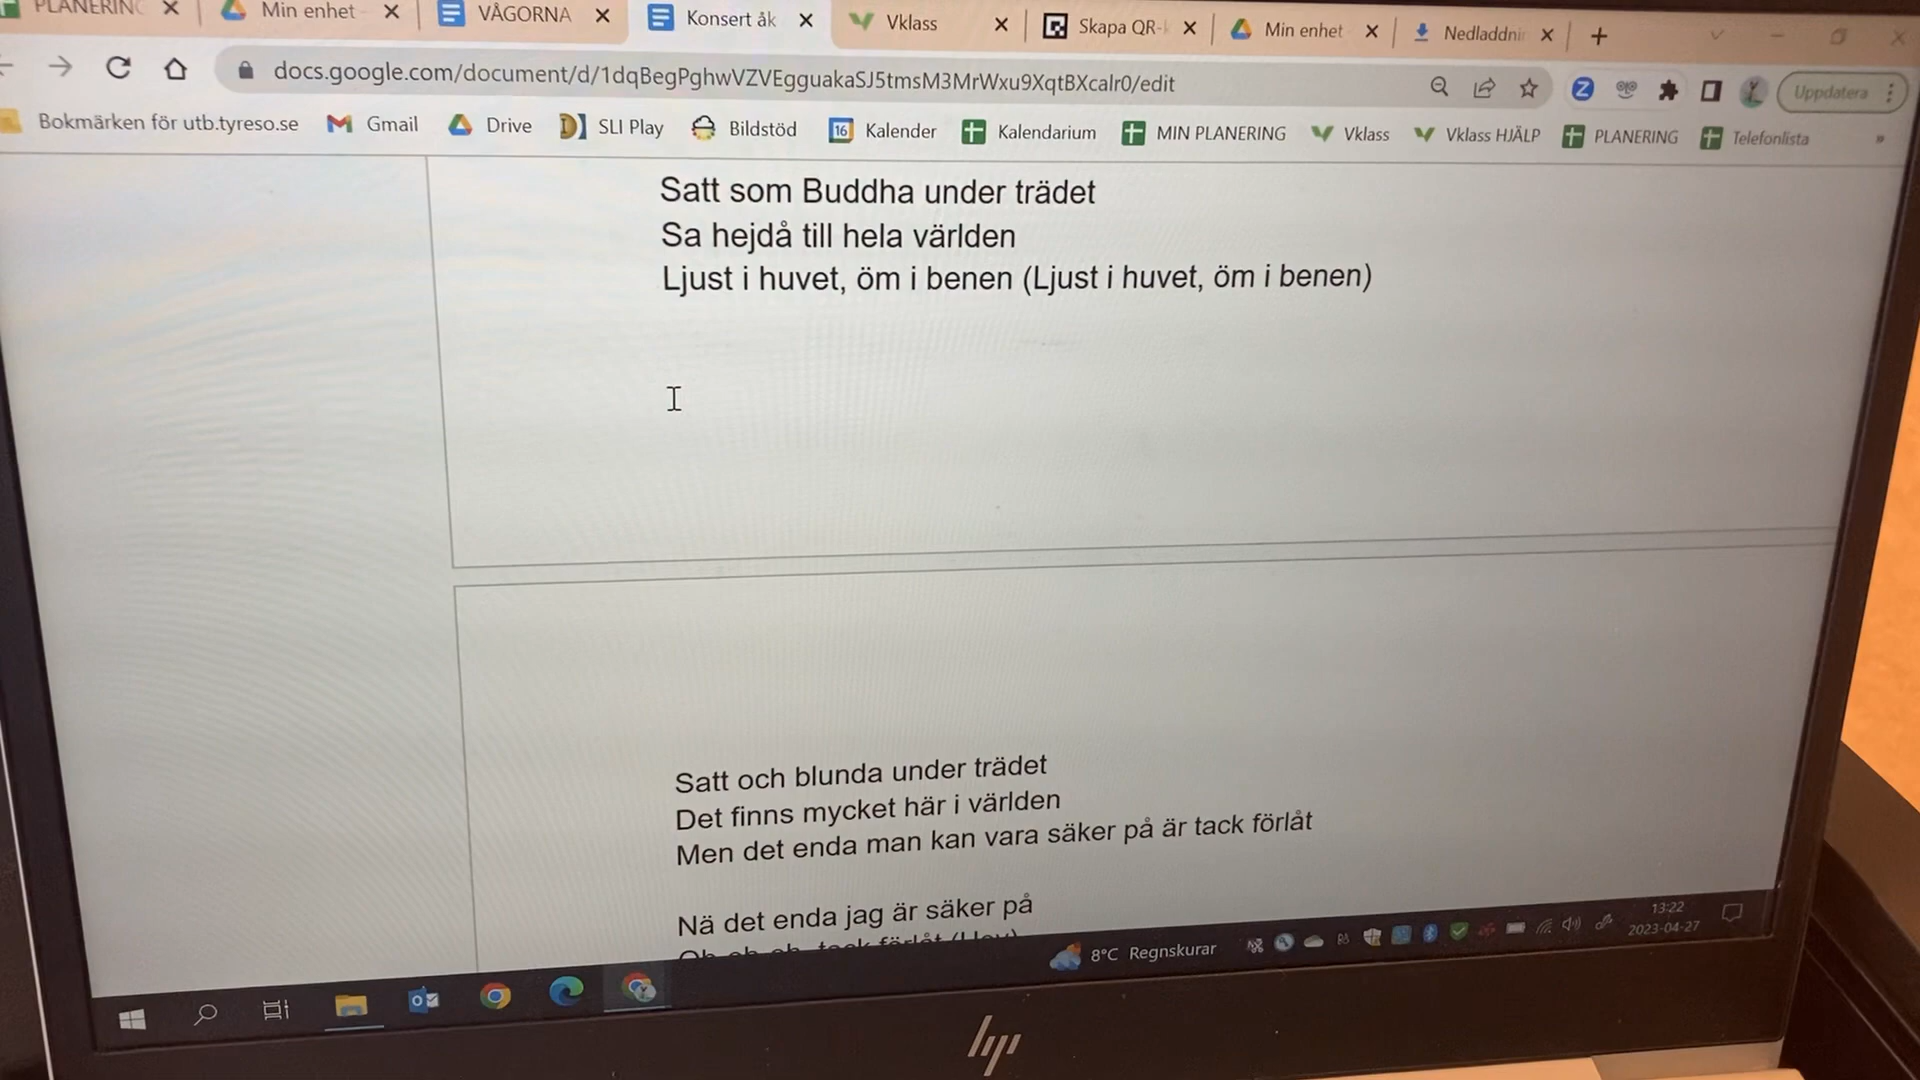 PLANERING
Min enhet
VÅGORNA
Konsert åk
Vklass
Skapa QR-k
Min enhet
Nedladdnin
docs.google.com/document/d/1dqBegPghwVZVEgguakaSJ5tmsM3MrWxu9XqtBXcalr0/edit
Z
Uppdatera
Bokmärken för utb.tyreso.se
Gmail
Drive
SLI Play
Bildstöd
16
Kalender
Kalendarium
MIN PLANERING
Vklass
Vklass HJÄLP
PLANERING
Telefonlista
»
Satt som Buddha under trädet
Sa hejdå till hela världen
Ljust i huvet, öm i benen (Ljust i huvet, öm i benen)
Satt och blunda under trädet
Det finns mycket här i världen
Men det enda man kan vara säker på är tack förlåt
Nä det enda jag är säker på
8°C Regnskurar
13:22
2023-04-27
hp